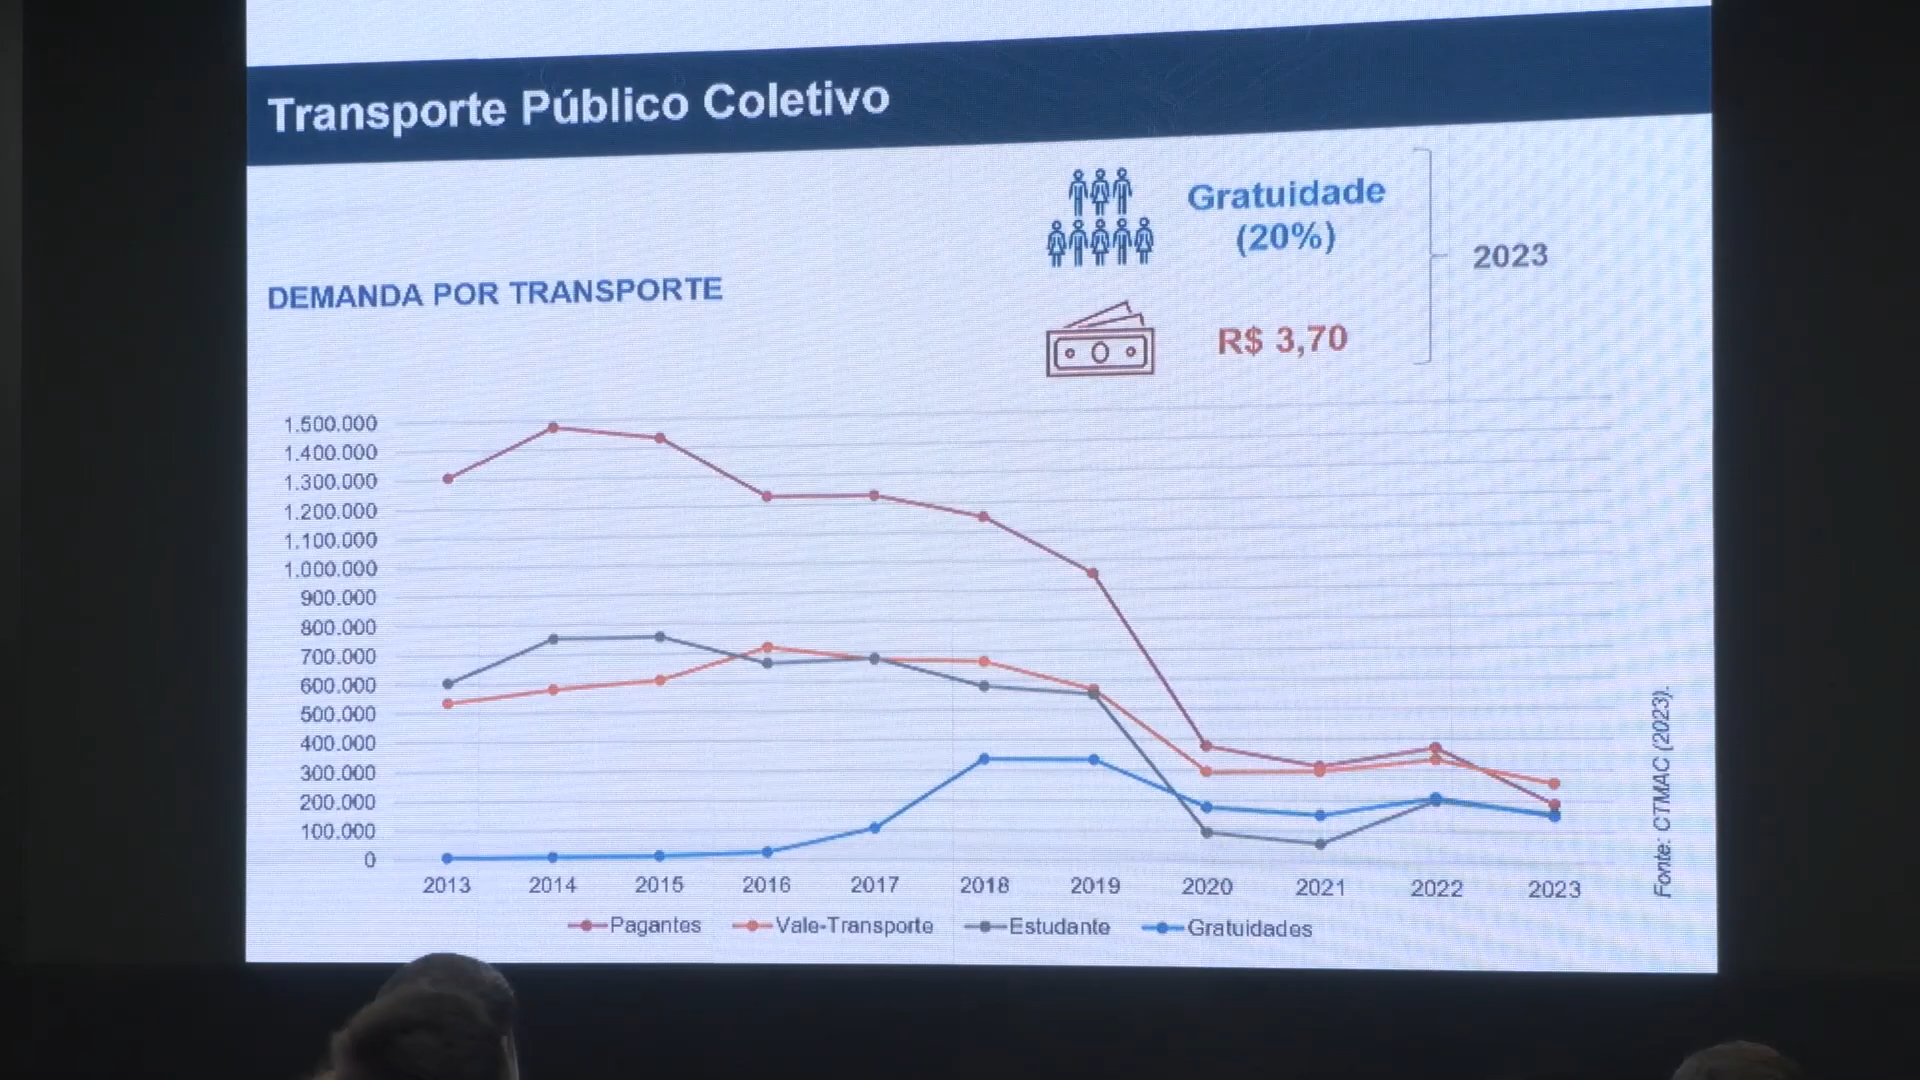 Transporte Público Coletivo
Gratuidade
(20%)
2023
R$ 3,70
DEMANDA POR TRANSPORTE
1.500.000
1.400.000
1.300.000
1.200.000
1.100.000
1.000.000
900.000
800.000
700.000
600.000
500.000
400.000
300.000
200.000
100.000
0
2013 2014 2015 2016 2017 2018 2019 2020 2021 2022 2023
Pagantes Vale-Transporte Estudante Gratuidades
Fonte: CTMAC (2023).